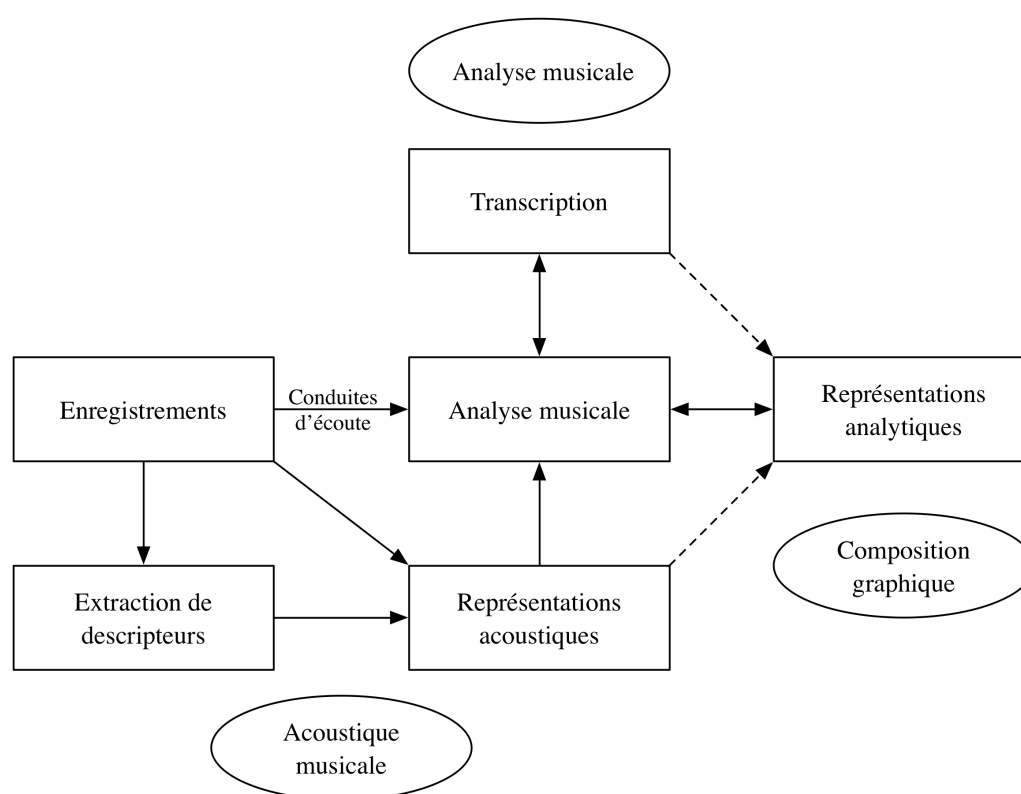 Analyse musicale
Transcription
Enregistrements
Conduites
d'écoute
Analyse musicale
Représentations
analytiques
Extraction de
descripteurs
Représentations
acoustiques
Composition
graphique
Acoustique
musicale